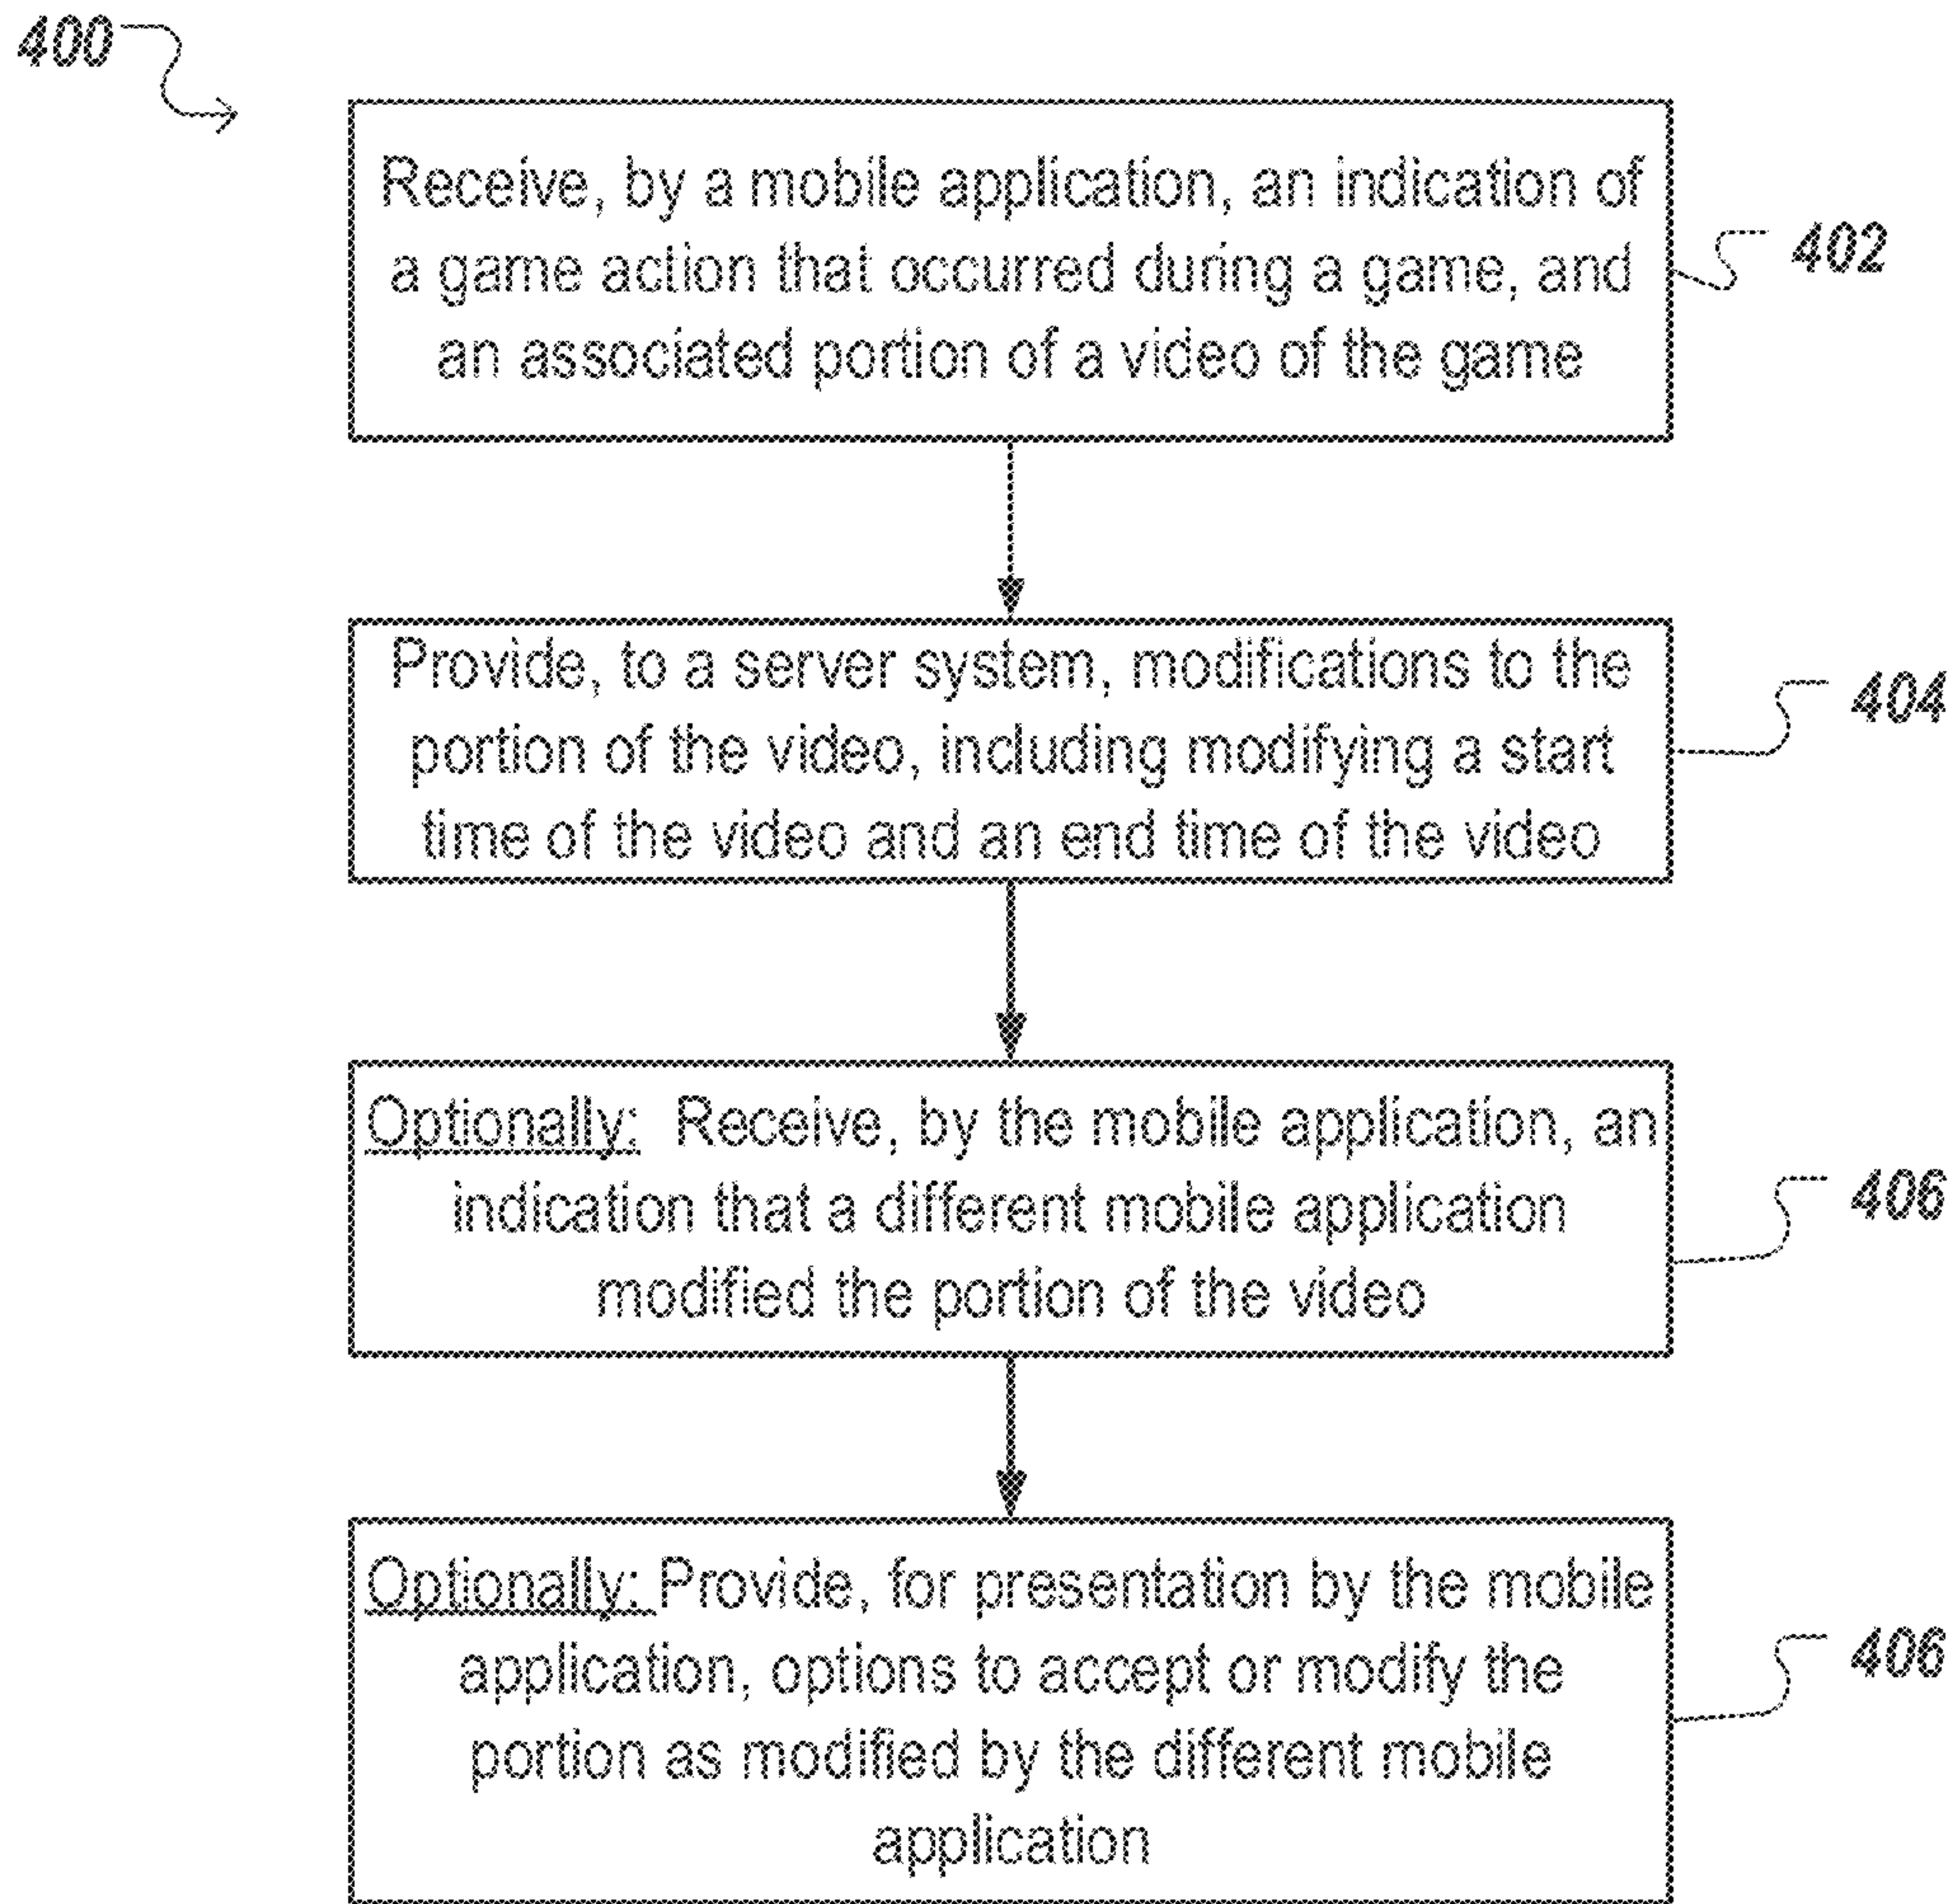 400
Receive, by a mobile application, an indication of
a game action that occurred during a game, and
an associated portion of a video of the game
402
Provide, to a server system, modifications to the
portion of the video, including modifying a start
time of the video and an end time of the video
404
Optionally: Receive, by the mobile application, an
indication that a different mobile application
modified the portion of the video
406
Optionally: Provide, for presentation by the mobile
application, options to accept or modify the
portion as modified by the different mobile
application
406